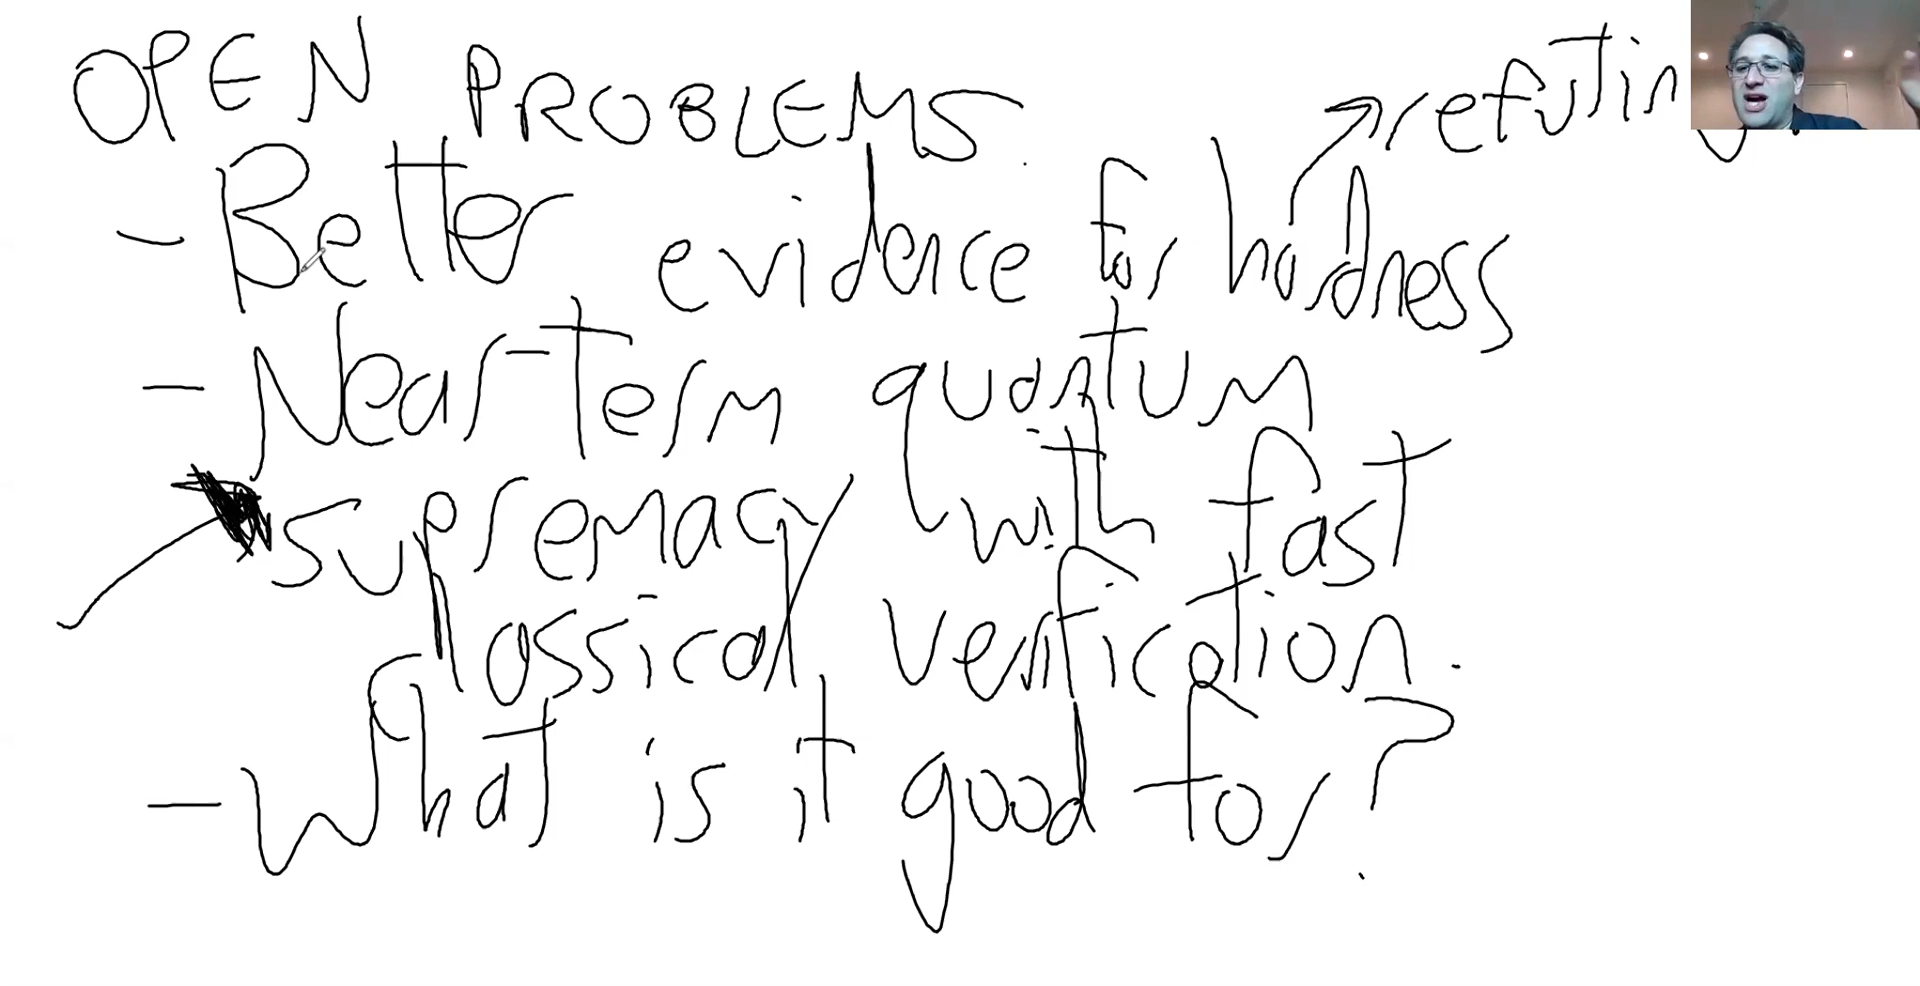 OPEN PROBLEMS.
refuting
- Better evidence for hardness
- Near-Term quantum
supremacy with fast
classical verification.
- What is it good for?